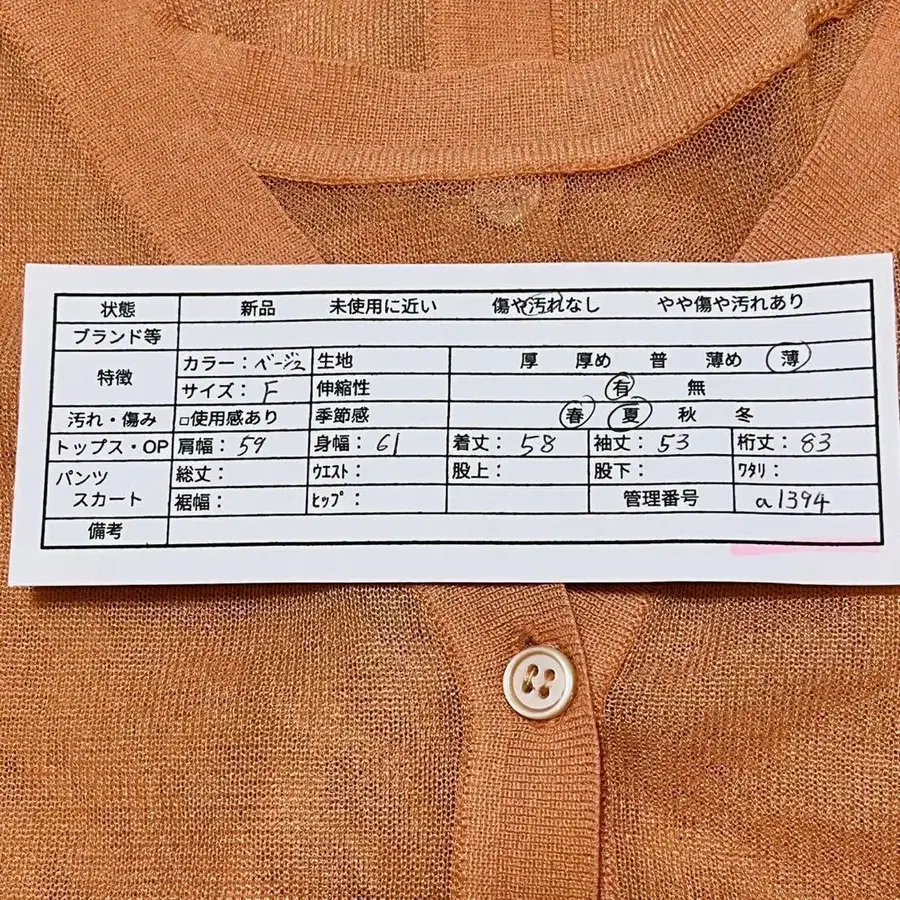 状態 新品 未使用に近い 傷や汚れなし やや傷や汚れあり
ブランド等
特徴 カラー：ベージュ 生地 厚 厚め 普 薄め 薄
サイズ：F 伸縮性 有 無
汚れ・傷み □使用感あり 季節感 春 夏 秋 冬
トップス・OP 肩幅：59 身幅：61 着丈：58 袖丈：53 裄丈：83
パンツ 総丈： ｳｴｽﾄ： 股上： 股下： ﾜﾀﾘ：
スカート 裾幅： ﾋｯﾌﾟ： 管理番号 a1394
備考